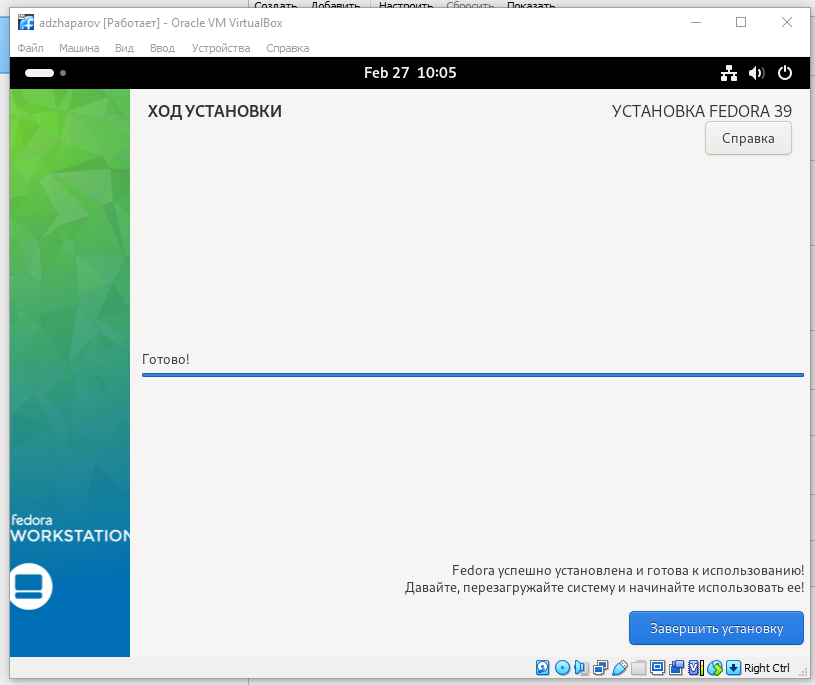 Создать Добавить Настроить Сбросить Показать
adzhaparov [Работает] - Oracle VM VirtualBox
Файл Машина Вид Ввод Устройства Справка
Feb 27 10:05
ХОД УСТАНОВКИ
УСТАНОВКА FEDORA 39
Справка
Готово!
fedora
WORKSTATION
Fedora успешно установлена и готова к использованию!
Давайте, перезагружайте систему и начинайте использовать ее!
Завершить установку
Right Ctrl